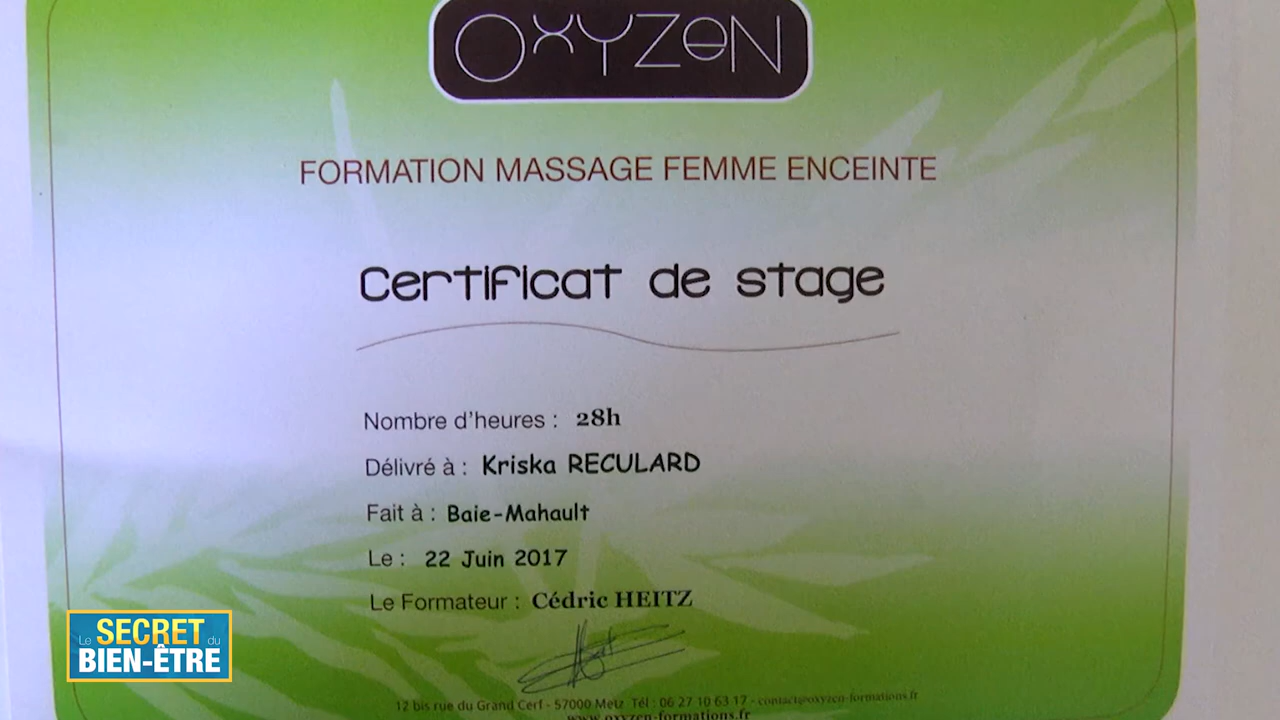 OXYZEN
FORMATION MASSAGE FEMME ENCEINTE
Certificat de stage
Nombre d'heures : 28h
Délivré à : Kriska RECULARD
Fait à : Baie-Mahault
Le : 22 Juin 2017
Le Formateur : Cédric HEITZ
12 bis rue du Grand Cerf - 57000 Metz Tél : 06 27 10 63 17 - contact@oxyzen-formations.fr
www.oxyzen-formations.fr
Le SECRET du
BIEN-ÊTRE